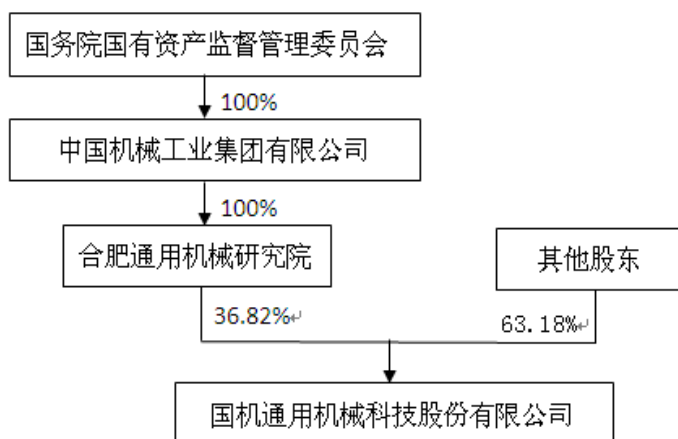 国务院国有资产监督管理委员会
100%
中国机械工业集团有限公司
100%
合肥通用机械研究院
其他股东
36.82%↵
63.18%↵
国机通用机械科技股份有限公司